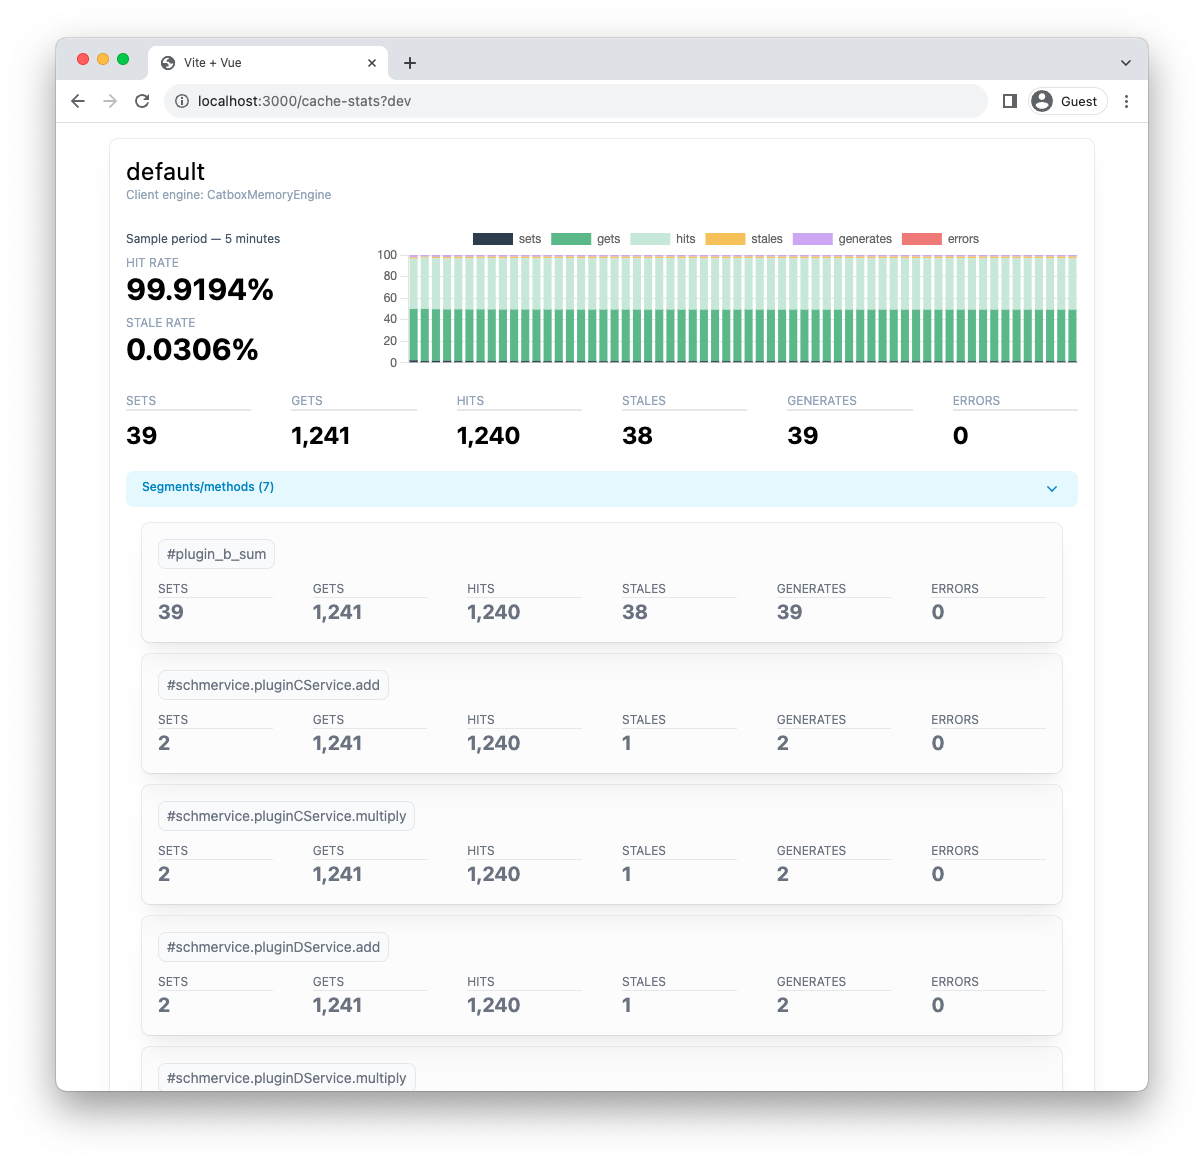 Vite + Vue
localhost:3000/cache-stats?dev
Guest
default
Client engine: CatboxMemoryEngine
Sample period — 5 minutes
HIT RATE
99.9194%
STALE RATE
0.0306%
sets gets hits stales generates errors
100
80
60
40
20
0
SETS GETS HITS STALES GENERATES ERRORS
39 1,241 1,240 38 39 0
Segments/methods (7)
#plugin_b_sum
SETS GETS HITS STALES GENERATES ERRORS
39 1,241 1,240 38 39 0
#schmervice.pluginCService.add
SETS GETS HITS STALES GENERATES ERRORS
2 1,241 1,240 1 2 0
#schmervice.pluginCService.multiply
SETS GETS HITS STALES GENERATES ERRORS
2 1,241 1,240 1 2 0
#schmervice.pluginDService.add
SETS GETS HITS STALES GENERATES ERRORS
2 1,241 1,240 1 2 0
#schmervice.pluginDService.multiply